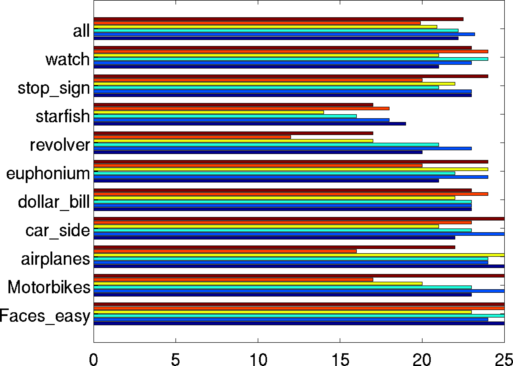 all
watch
stop_sign
starfish
revolver
euphonium
dollar_bill
car_side
airplanes
Motorbikes
Faces_easy
0 5 10 15 20 25